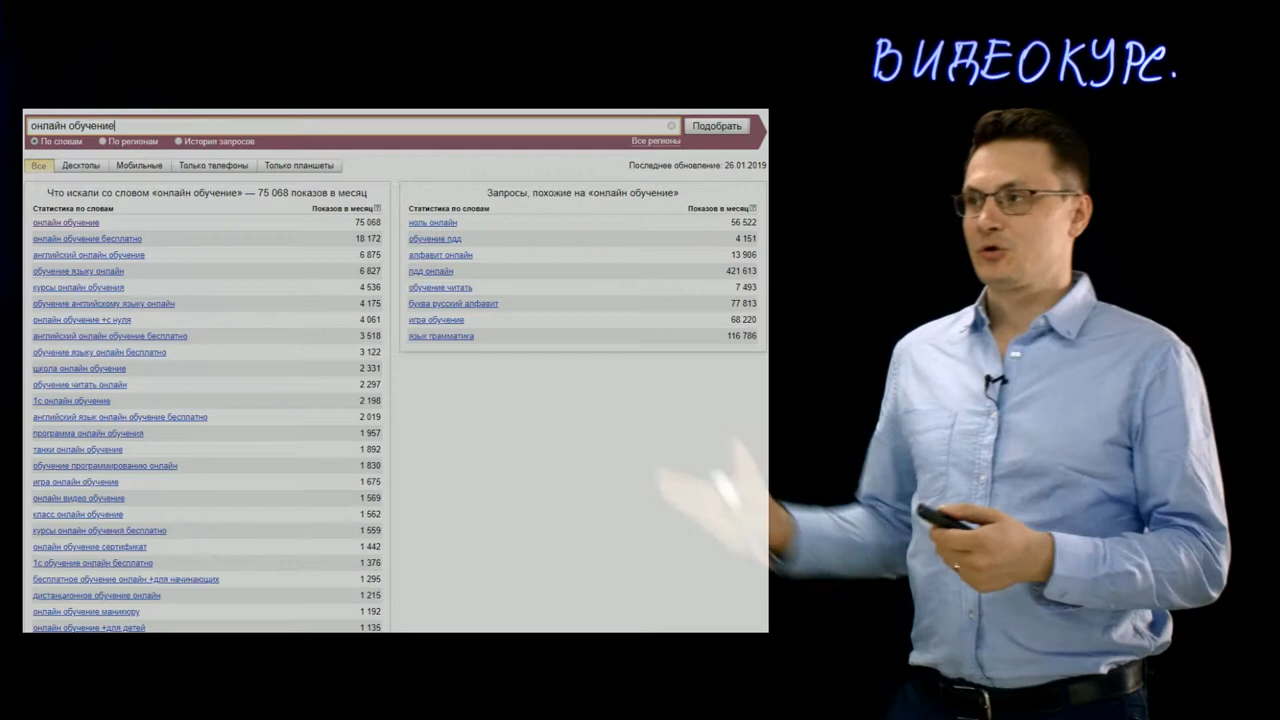 ВИДЕОКУРС.
онлайн обучение
Подобрать
По словам По регионам История запросов
Все регионы
Все Десктопы Мобильные Только телефоны Только планшеты
Последнее обновление: 26.01.2019
Что искали со словом «онлайн обучение» — 75 068 показов в месяц
Статистика по словам Показов в месяц ?
онлайн обучение 75 068
онлайн обучение бесплатно 18 172
английский онлайн обучение 6 875
обучение языку онлайн 6 827
курсы онлайн обучения 4 536
обучение английскому языку онлайн 4 175
онлайн обучение +с нуля 4 061
английский онлайн обучение бесплатно 3 518
обучение языку онлайн бесплатно 3 122
школа онлайн обучение 2 331
обучение читать онлайн 2 297
1с онлайн обучение 2 198
английский язык онлайн обучение бесплатно 2 019
программа онлайн обучения 1 957
танки онлайн обучение 1 892
обучение программированию онлайн 1 830
игра онлайн обучение 1 675
онлайн видео обучение 1 569
класс онлайн обучение 1 562
курсы онлайн обучения бесплатно 1 559
онлайн обучение сертификат 1 442
1с обучение онлайн бесплатно 1 376
бесплатное обучение онлайн +для начинающих 1 295
дистанционное обучение онлайн 1 215
онлайн обучение маникюру 1 192
онлайн обучение +для детей 1 135
Запросы, похожие на «онлайн обучение»
Статистика по словам Показов в месяц ?
ноль онлайн 56 522
обучение пдд 4 151
алфавит онлайн 13 906
пдд онлайн 421 613
обучение читать 7 493
буква русский алфавит 77 813
игра обучение 68 220
язык грамматика 116 786